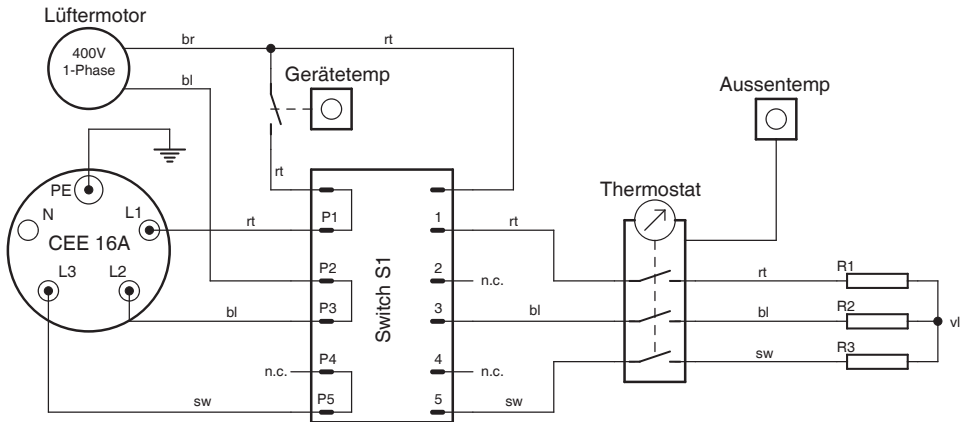 Lüftermotor
400V
1-Phase
br
rt
bl
Gerätetemp
Aussentemp
PE
N
L1
CEE 16A
L3
L2
rt
rt
bl
sw
n.c.
P1
P2
P3
P4
P5
Switch S1
1
2
3
4
5
rt
n.c.
bl
n.c.
sw
Thermostat
rt
bl
sw
R1
R2
R3
vl